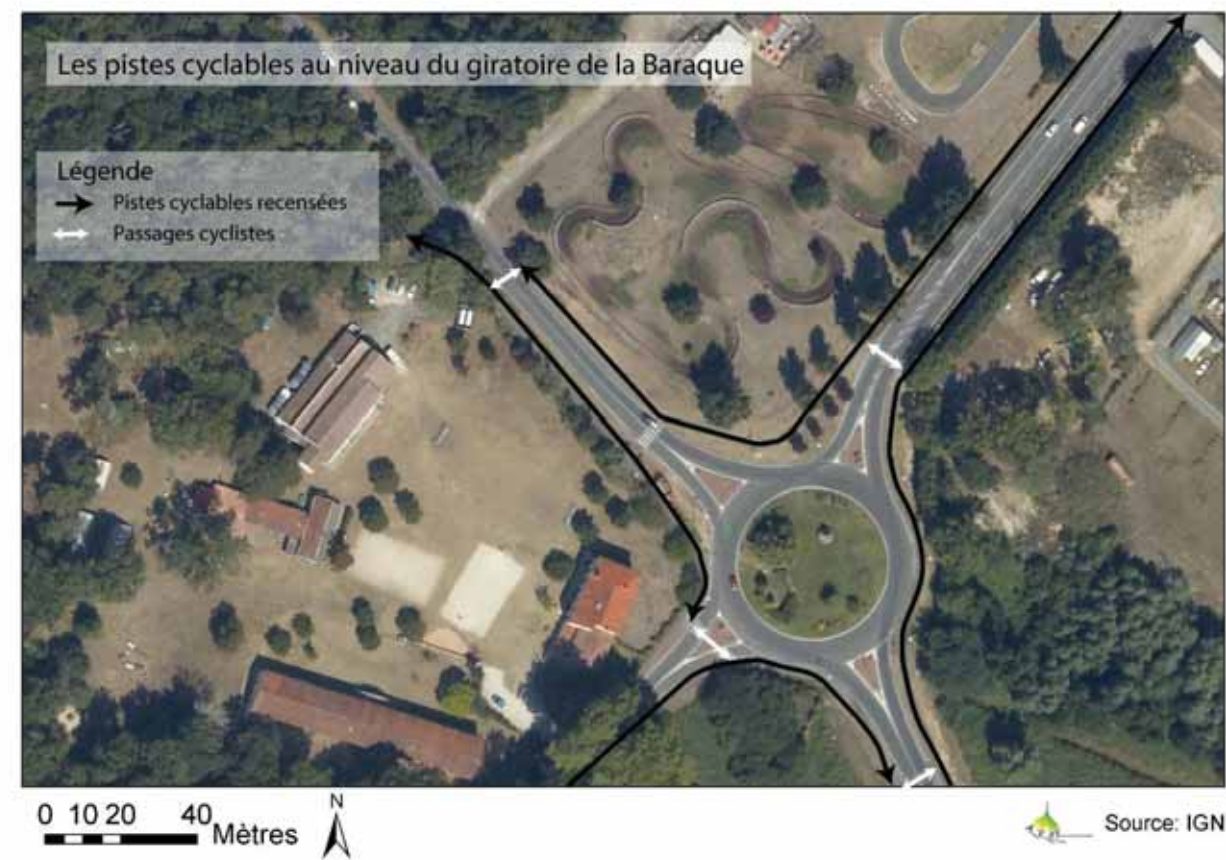 Les pistes cyclables au niveau du giratoire de la Baraque
Légende
Pistes cyclables recensées
Passages cyclistes
0 10 20 40
Mètres
N
Source: IGN